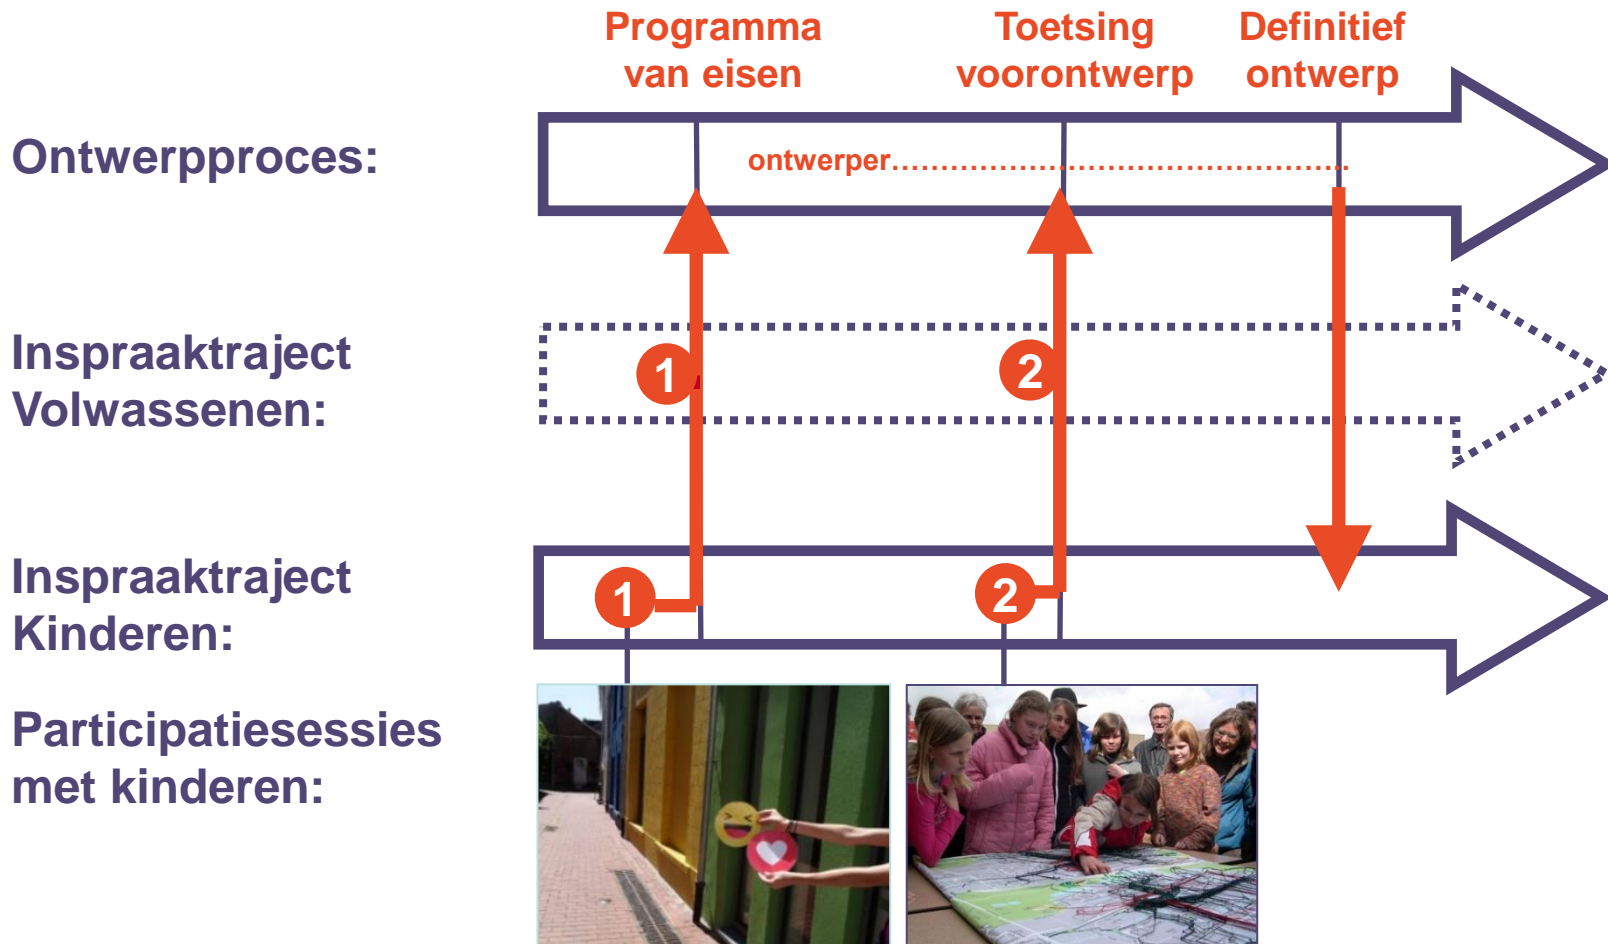 Programma
van eisen
Toetsing
voorontwerp
Definitief
ontwerp
Ontwerpproces:
ontwerper.................................................
Inspraaktraject
Volwassenen:
1
2
Inspraaktraject
Kinderen:
1
2
Participatiesessies
met kinderen: